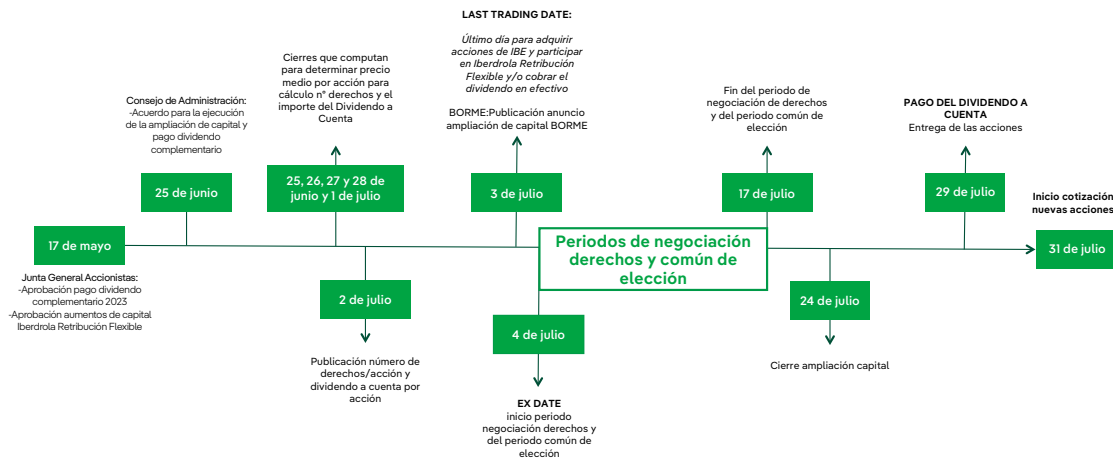 LAST TRADING DATE:
Último día para adquirir
acciones de IBE y participar
en Iberdrola Retribución
Flexible y/o cobrar el
dividendo en efectivo
BORME:Publicación anuncio
ampliación de capital BORME
Cierres que computan
para determinar precio
medio por acción para
cálculo nº derechos y el
importe del Dividendo a
Cuenta
Consejo de Administración:
-Acuerdo para la ejecución
de la ampliación de capital y
pago dividendo
complementario
Fin del periodo de
negociación de derechos
y del periodo común de
elección
PAGO DEL DIVIDENDO A
CUENTA
Entrega de las acciones
25 de junio
25, 26, 27 y 28 de
junio y 1 de julio
3 de julio
17 de julio
29 de julio
Inicio cotización
nuevas acciones
17 de mayo
Periodos de negociación
derechos y común de
elección
31 de julio
Junta General Accionistas:
-Aprobación pago dividendo
complementario 2023
-Aprobación aumentos de capital
Iberdrola Retribución Flexible
2 de julio
4 de julio
24 de julio
Publicación número de
derechos/acción y
dividendo a cuenta por
acción
Cierre ampliación capital
EX DATE
inicio periodo
negociación derechos y
del periodo común de
elección